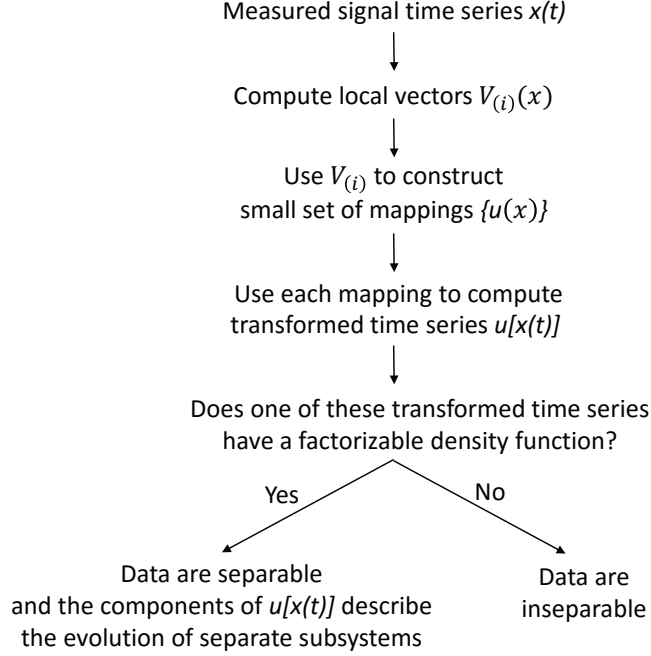 Measured signal time series x(t)
Compute local vectors V₍ᵢ₎(x)
Use V₍ᵢ₎ to construct
small set of mappings {u(x)}
Use each mapping to compute
transformed time series u[x(t)]
Does one of these transformed time series
have a factorizable density function?
Yes
No
Data are separable
and the components of u[x(t)] describe
the evolution of separate subsystems
Data are
inseparable